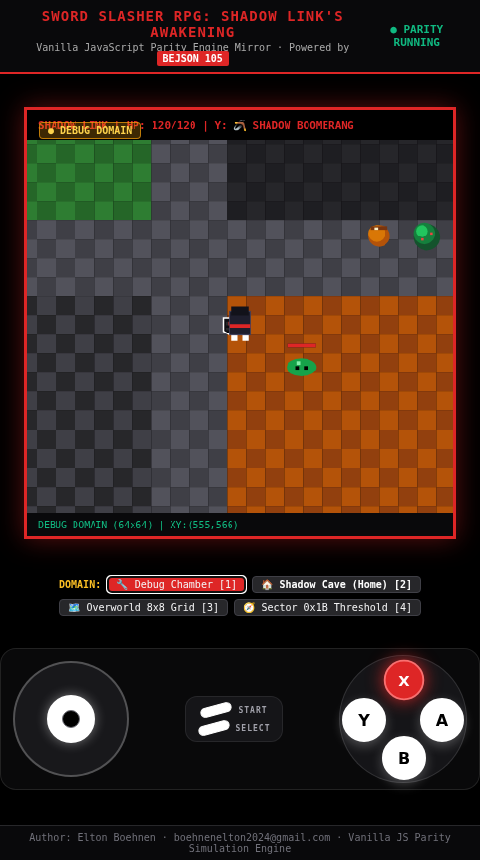 SWORD SLASHER RPG: SHADOW LINK'S
AWAKENING
Vanilla JavaScript Parity Engine Mirror · Powered by
BEJSON 105
● PARITY
RUNNING
SHADOW LINK | HP: 120/120 | Y: 🪃 SHADOW BOOMERANG
● DEBUG DOMAIN
DEBUG DOMAIN (64x64) | XY:(555,566)
DOMAIN: 🔧 Debug Chamber [1] 🏠 Shadow Cave (Home) [2]
🗺️ Overworld 8x8 Grid [3] 🧭 Sector 0x1B Threshold [4]
START
SELECT
X
Y
A
B
Author: Elton Boehnen · boehnenelton2024@gmail.com · Vanilla JS Parity
Simulation Engine